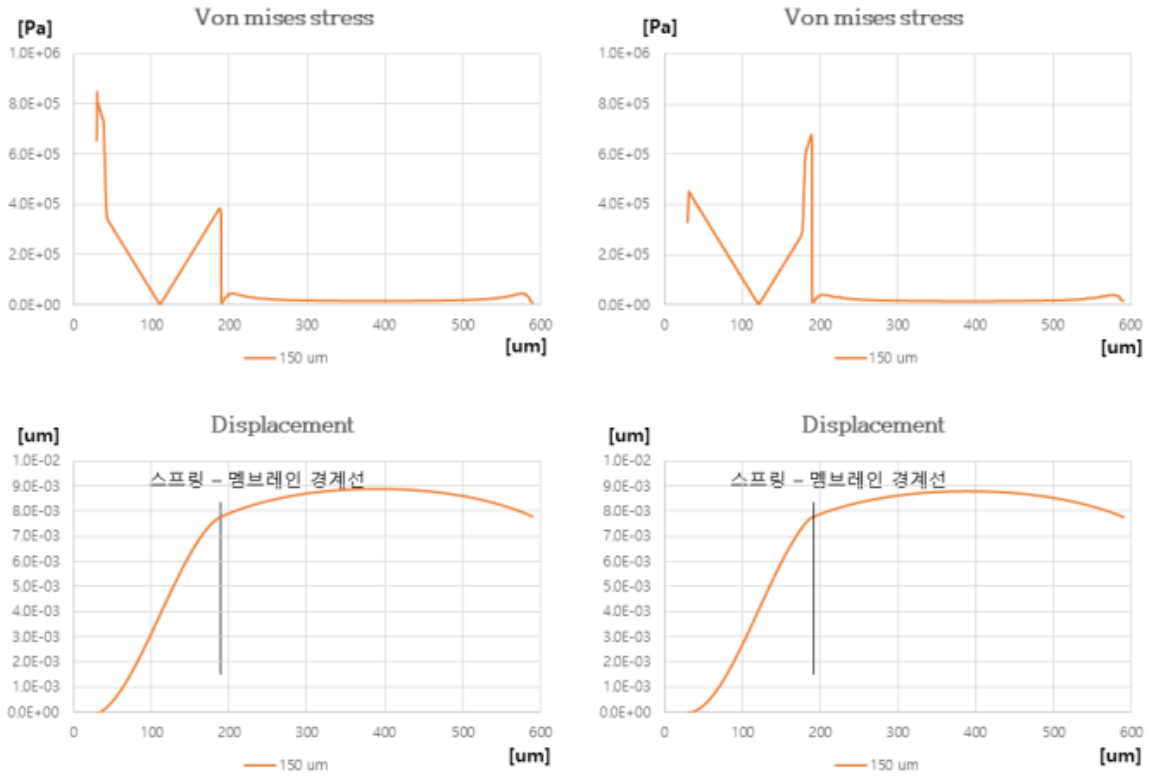 Von mises stress
[Pa]
1.0E+06
8.0E+05
6.0E+05
4.0E+05
2.0E+05
0.0E+00
0 100 200 300 400 500 600
[um]
150 um
Von mises stress
[Pa]
1.0E+06
8.0E+05
6.0E+05
4.0E+05
2.0E+05
0.0E+00
0 100 200 300 400 500 600
[um]
150 um
Displacement
[um]
1.0E-02
9.0E-03
8.0E-03
7.0E-03
6.0E-03
5.0E-03
4.0E-03
3.0E-03
2.0E-03
1.0E-03
0.0E+00
스프링 – 멤브레인 경계선
0 100 200 300 400 500 600
[um]
150 um
Displacement
[um]
1.0E-02
9.0E-03
8.0E-03
7.0E-03
6.0E-03
5.0E-03
4.0E-03
3.0E-03
2.0E-03
1.0E-03
0.0E+00
스프링 – 멤브레인 경계선
0 100 200 300 400 500 600
[um]
150 um